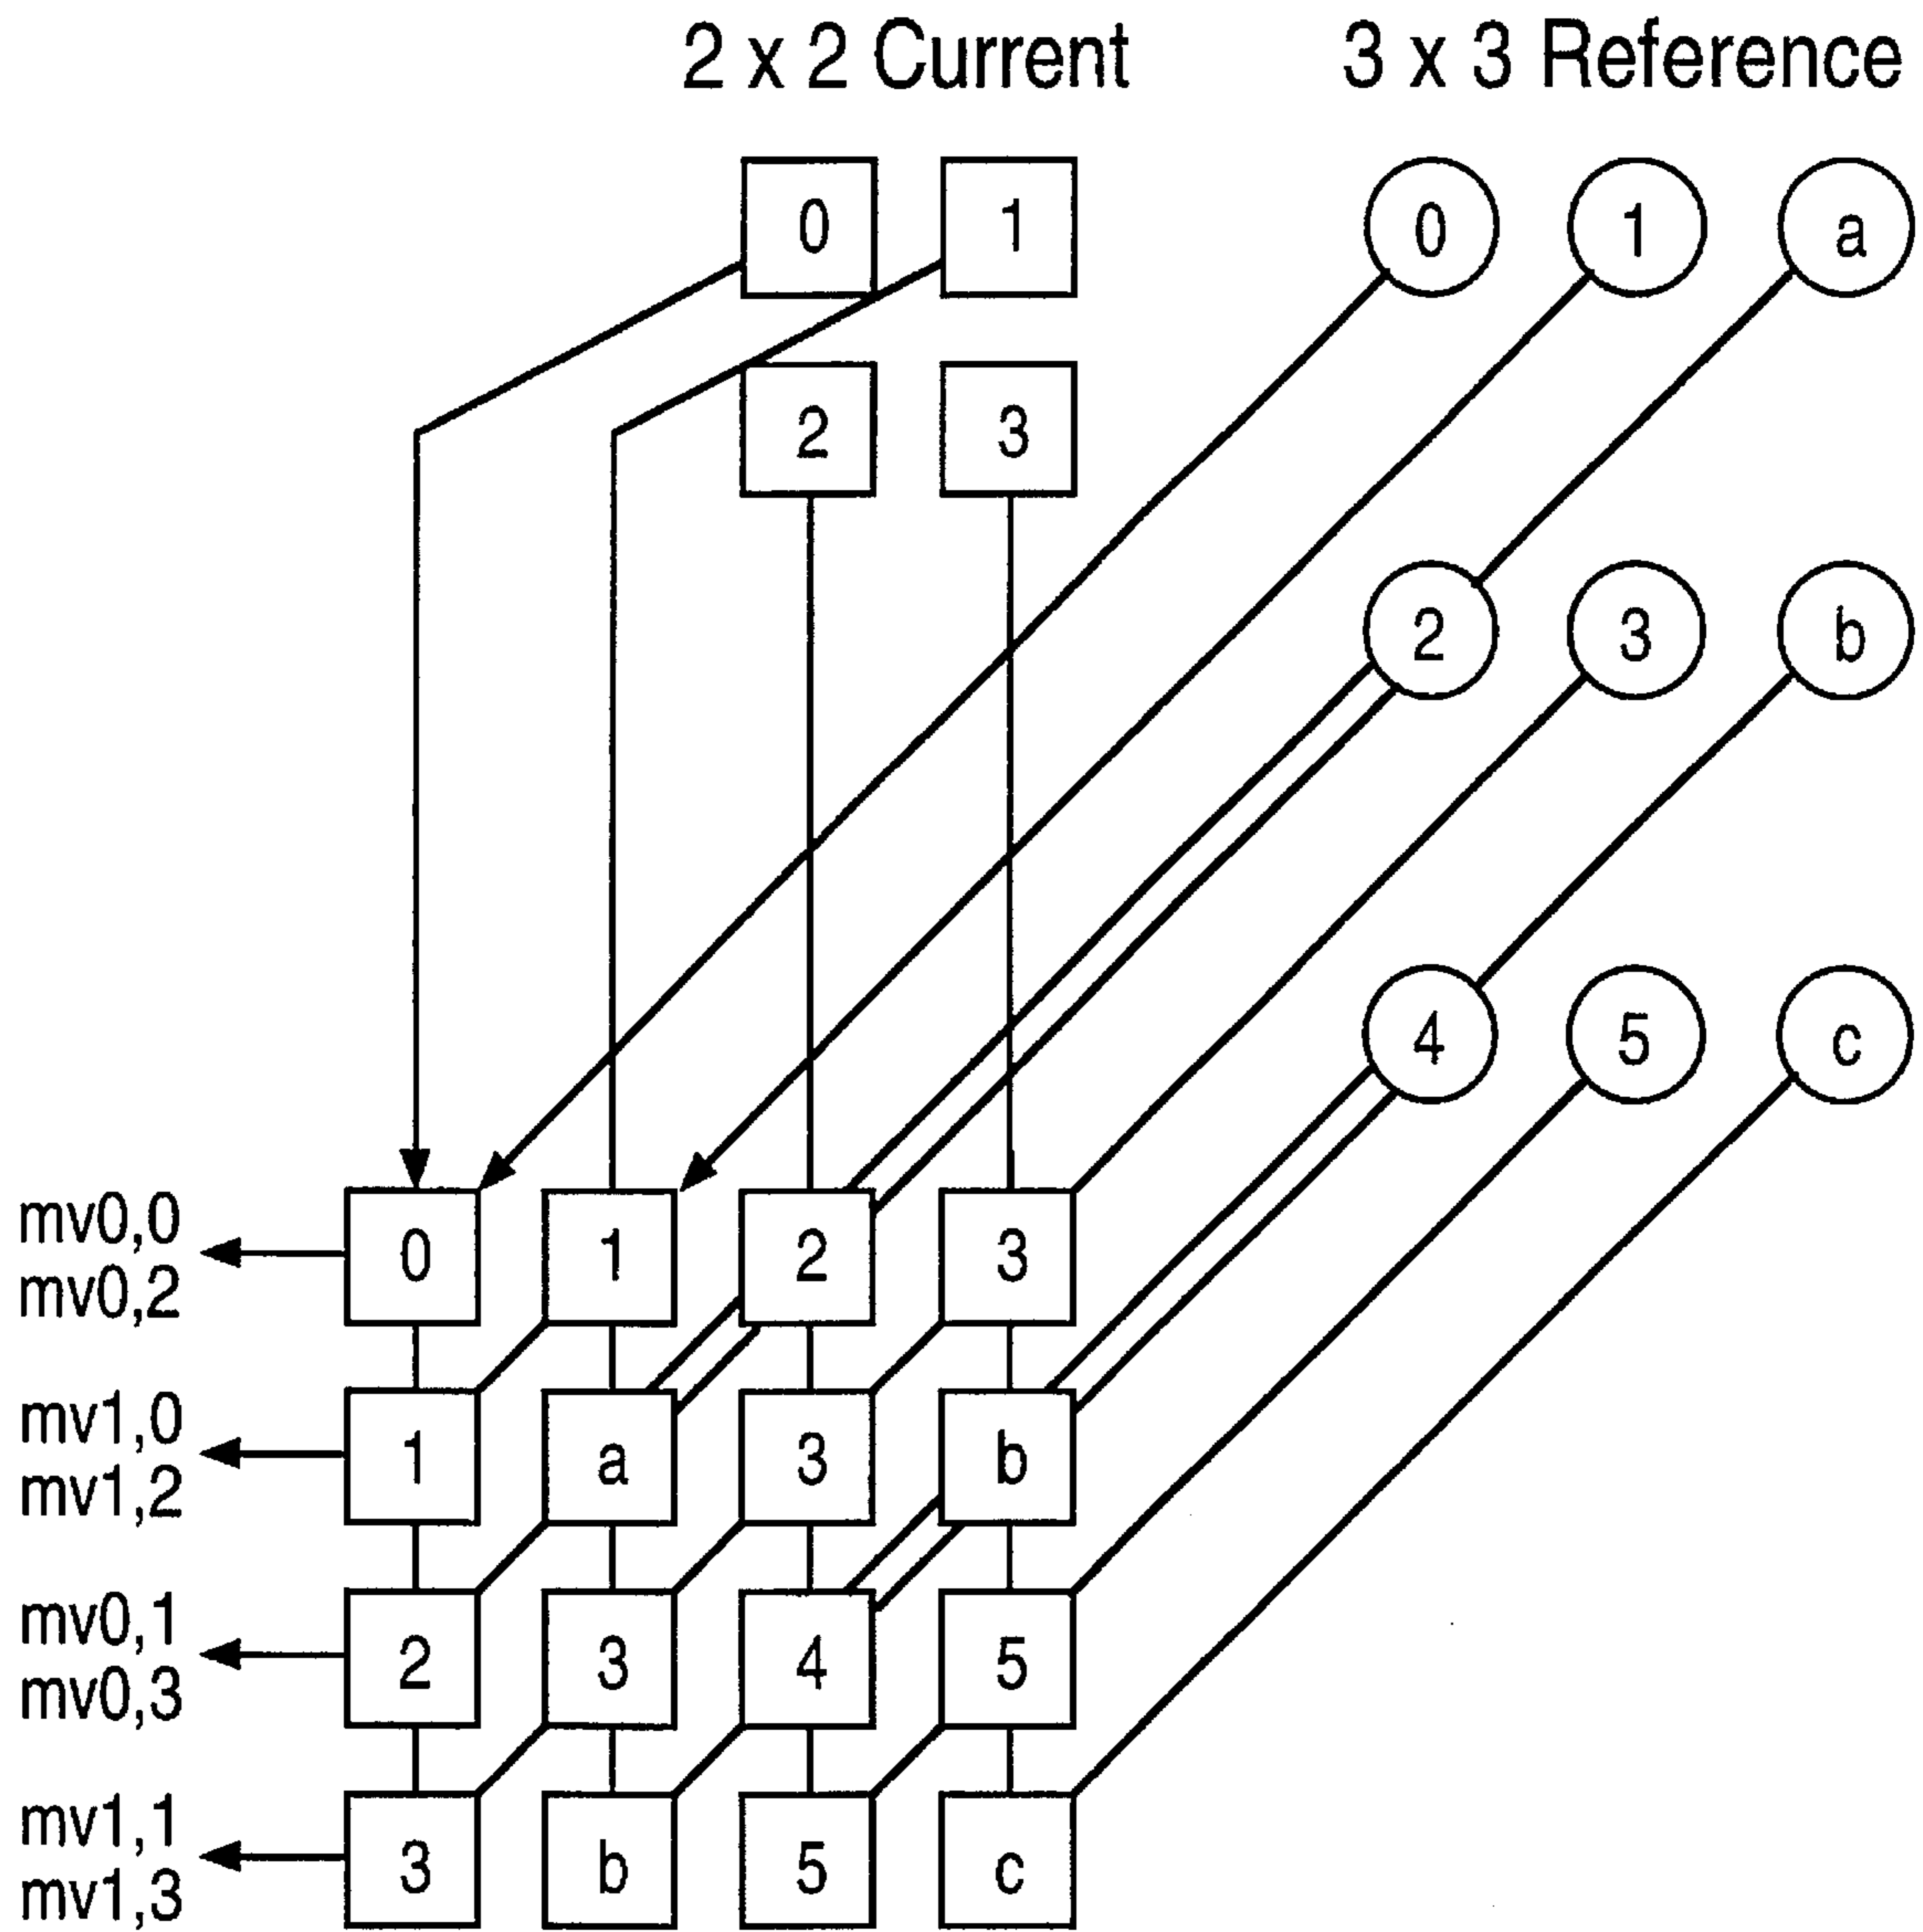 2 x 2 Current 3 x 3 Reference
0 1 0 1 a
2 3
2 3 b
4 5 c
mv0,0
0 1 2 3
mv0,2
mv1,0
1 a 3 b
mv1,2
mv0,1
2 3 4 5
mv0,3
mv1,1
3 b 5 c
mv1,3